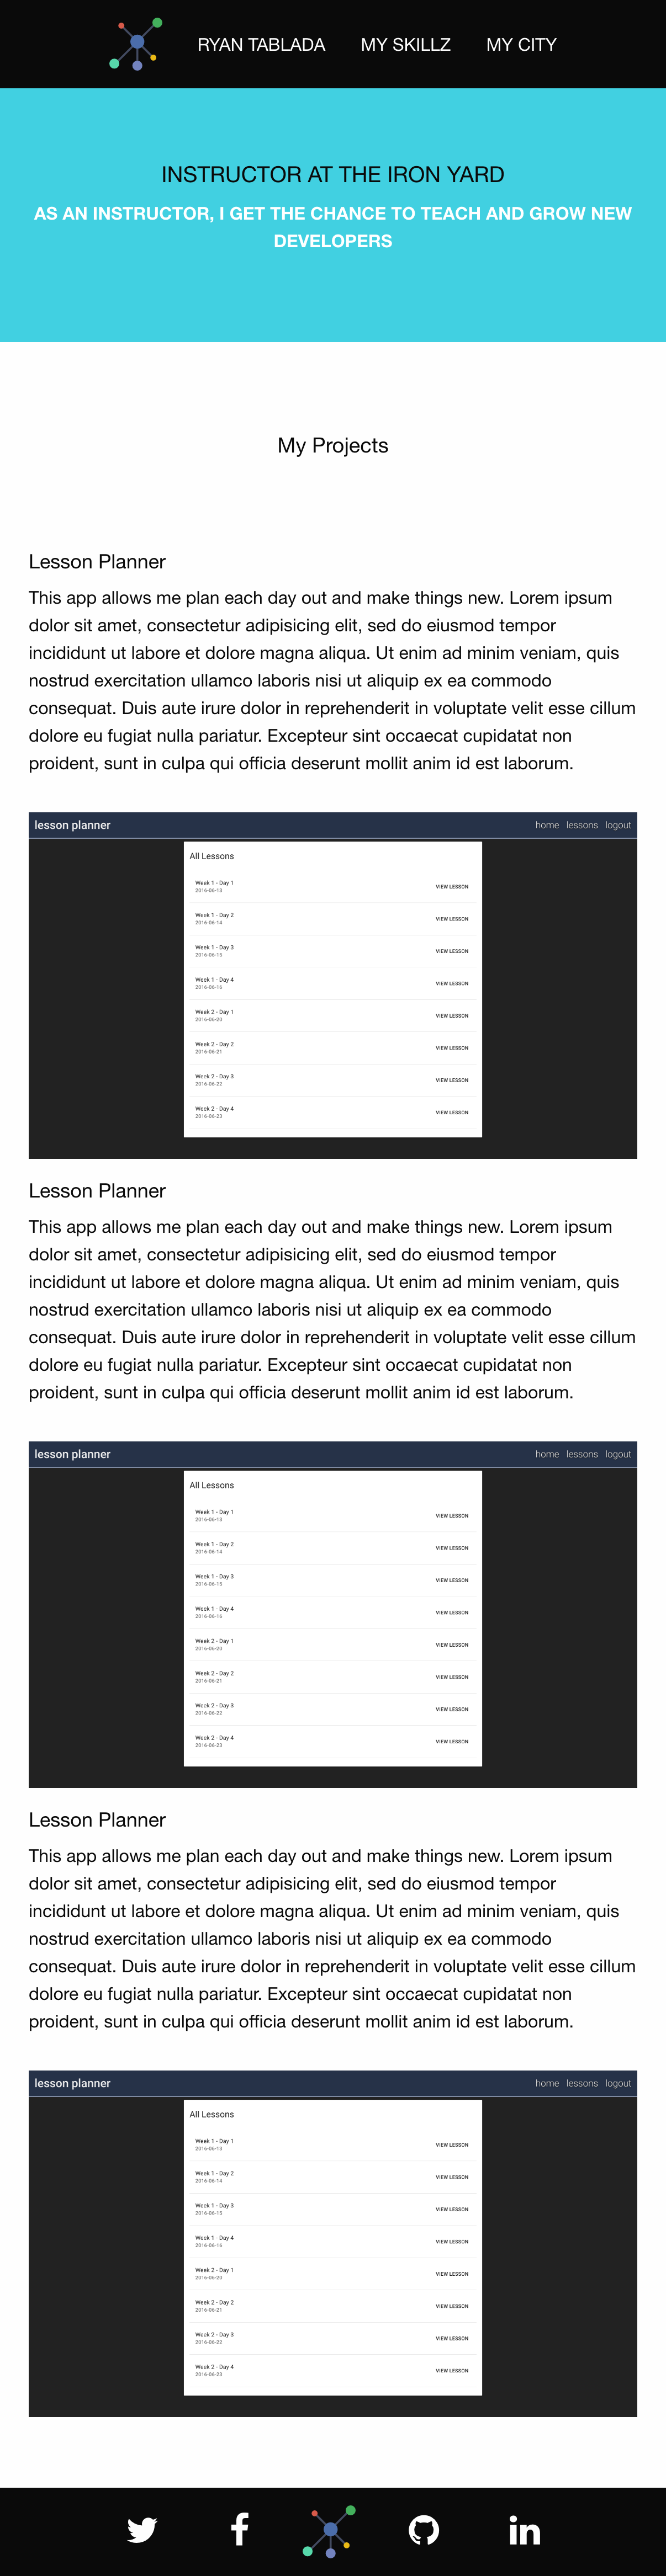 RYAN TABLADA MY SKILLZ MY CITY
INSTRUCTOR AT THE IRON YARD
AS AN INSTRUCTOR, I GET THE CHANCE TO TEACH AND GROW NEW
DEVELOPERS
My Projects
Lesson Planner
This app allows me plan each day out and make things new. Lorem ipsum
dolor sit amet, consectetur adipisicing elit, sed do eiusmod tempor
incididunt ut labore et dolore magna aliqua. Ut enim ad minim veniam, quis
nostrud exercitation ullamco laboris nisi ut aliquip ex ea commodo
consequat. Duis aute irure dolor in reprehenderit in voluptate velit esse cillum
dolore eu fugiat nulla pariatur. Excepteur sint occaecat cupidatat non
proident, sunt in culpa qui officia deserunt mollit anim id est laborum.
lesson planner home lessons logout
All Lessons
Week 1 - Day 1
2016-06-13
VIEW LESSON
Week 1 - Day 2
2016-06-14
VIEW LESSON
Week 1 - Day 3
2016-06-15
VIEW LESSON
Week 1 - Day 4
2016-06-16
VIEW LESSON
Week 2 - Day 1
2016-06-20
VIEW LESSON
Week 2 - Day 2
2016-06-21
VIEW LESSON
Week 2 - Day 3
2016-06-22
VIEW LESSON
Week 2 - Day 4
2016-06-23
VIEW LESSON
Lesson Planner
This app allows me plan each day out and make things new. Lorem ipsum
dolor sit amet, consectetur adipisicing elit, sed do eiusmod tempor
incididunt ut labore et dolore magna aliqua. Ut enim ad minim veniam, quis
nostrud exercitation ullamco laboris nisi ut aliquip ex ea commodo
consequat. Duis aute irure dolor in reprehenderit in voluptate velit esse cillum
dolore eu fugiat nulla pariatur. Excepteur sint occaecat cupidatat non
proident, sunt in culpa qui officia deserunt mollit anim id est laborum.
lesson planner home lessons logout
All Lessons
Week 1 - Day 1
2016-06-13
VIEW LESSON
Week 1 - Day 2
2016-06-14
VIEW LESSON
Week 1 - Day 3
2016-06-15
VIEW LESSON
Week 1 - Day 4
2016-06-16
VIEW LESSON
Week 2 - Day 1
2016-06-20
VIEW LESSON
Week 2 - Day 2
2016-06-21
VIEW LESSON
Week 2 - Day 3
2016-06-22
VIEW LESSON
Week 2 - Day 4
2016-06-23
VIEW LESSON
Lesson Planner
This app allows me plan each day out and make things new. Lorem ipsum
dolor sit amet, consectetur adipisicing elit, sed do eiusmod tempor
incididunt ut labore et dolore magna aliqua. Ut enim ad minim veniam, quis
nostrud exercitation ullamco laboris nisi ut aliquip ex ea commodo
consequat. Duis aute irure dolor in reprehenderit in voluptate velit esse cillum
dolore eu fugiat nulla pariatur. Excepteur sint occaecat cupidatat non
proident, sunt in culpa qui officia deserunt mollit anim id est laborum.
lesson planner home lessons logout
All Lessons
Week 1 - Day 1
2016-06-13
VIEW LESSON
Week 1 - Day 2
2016-06-14
VIEW LESSON
Week 1 - Day 3
2016-06-15
VIEW LESSON
Week 1 - Day 4
2016-06-16
VIEW LESSON
Week 2 - Day 1
2016-06-20
VIEW LESSON
Week 2 - Day 2
2016-06-21
VIEW LESSON
Week 2 - Day 3
2016-06-22
VIEW LESSON
Week 2 - Day 4
2016-06-23
VIEW LESSON